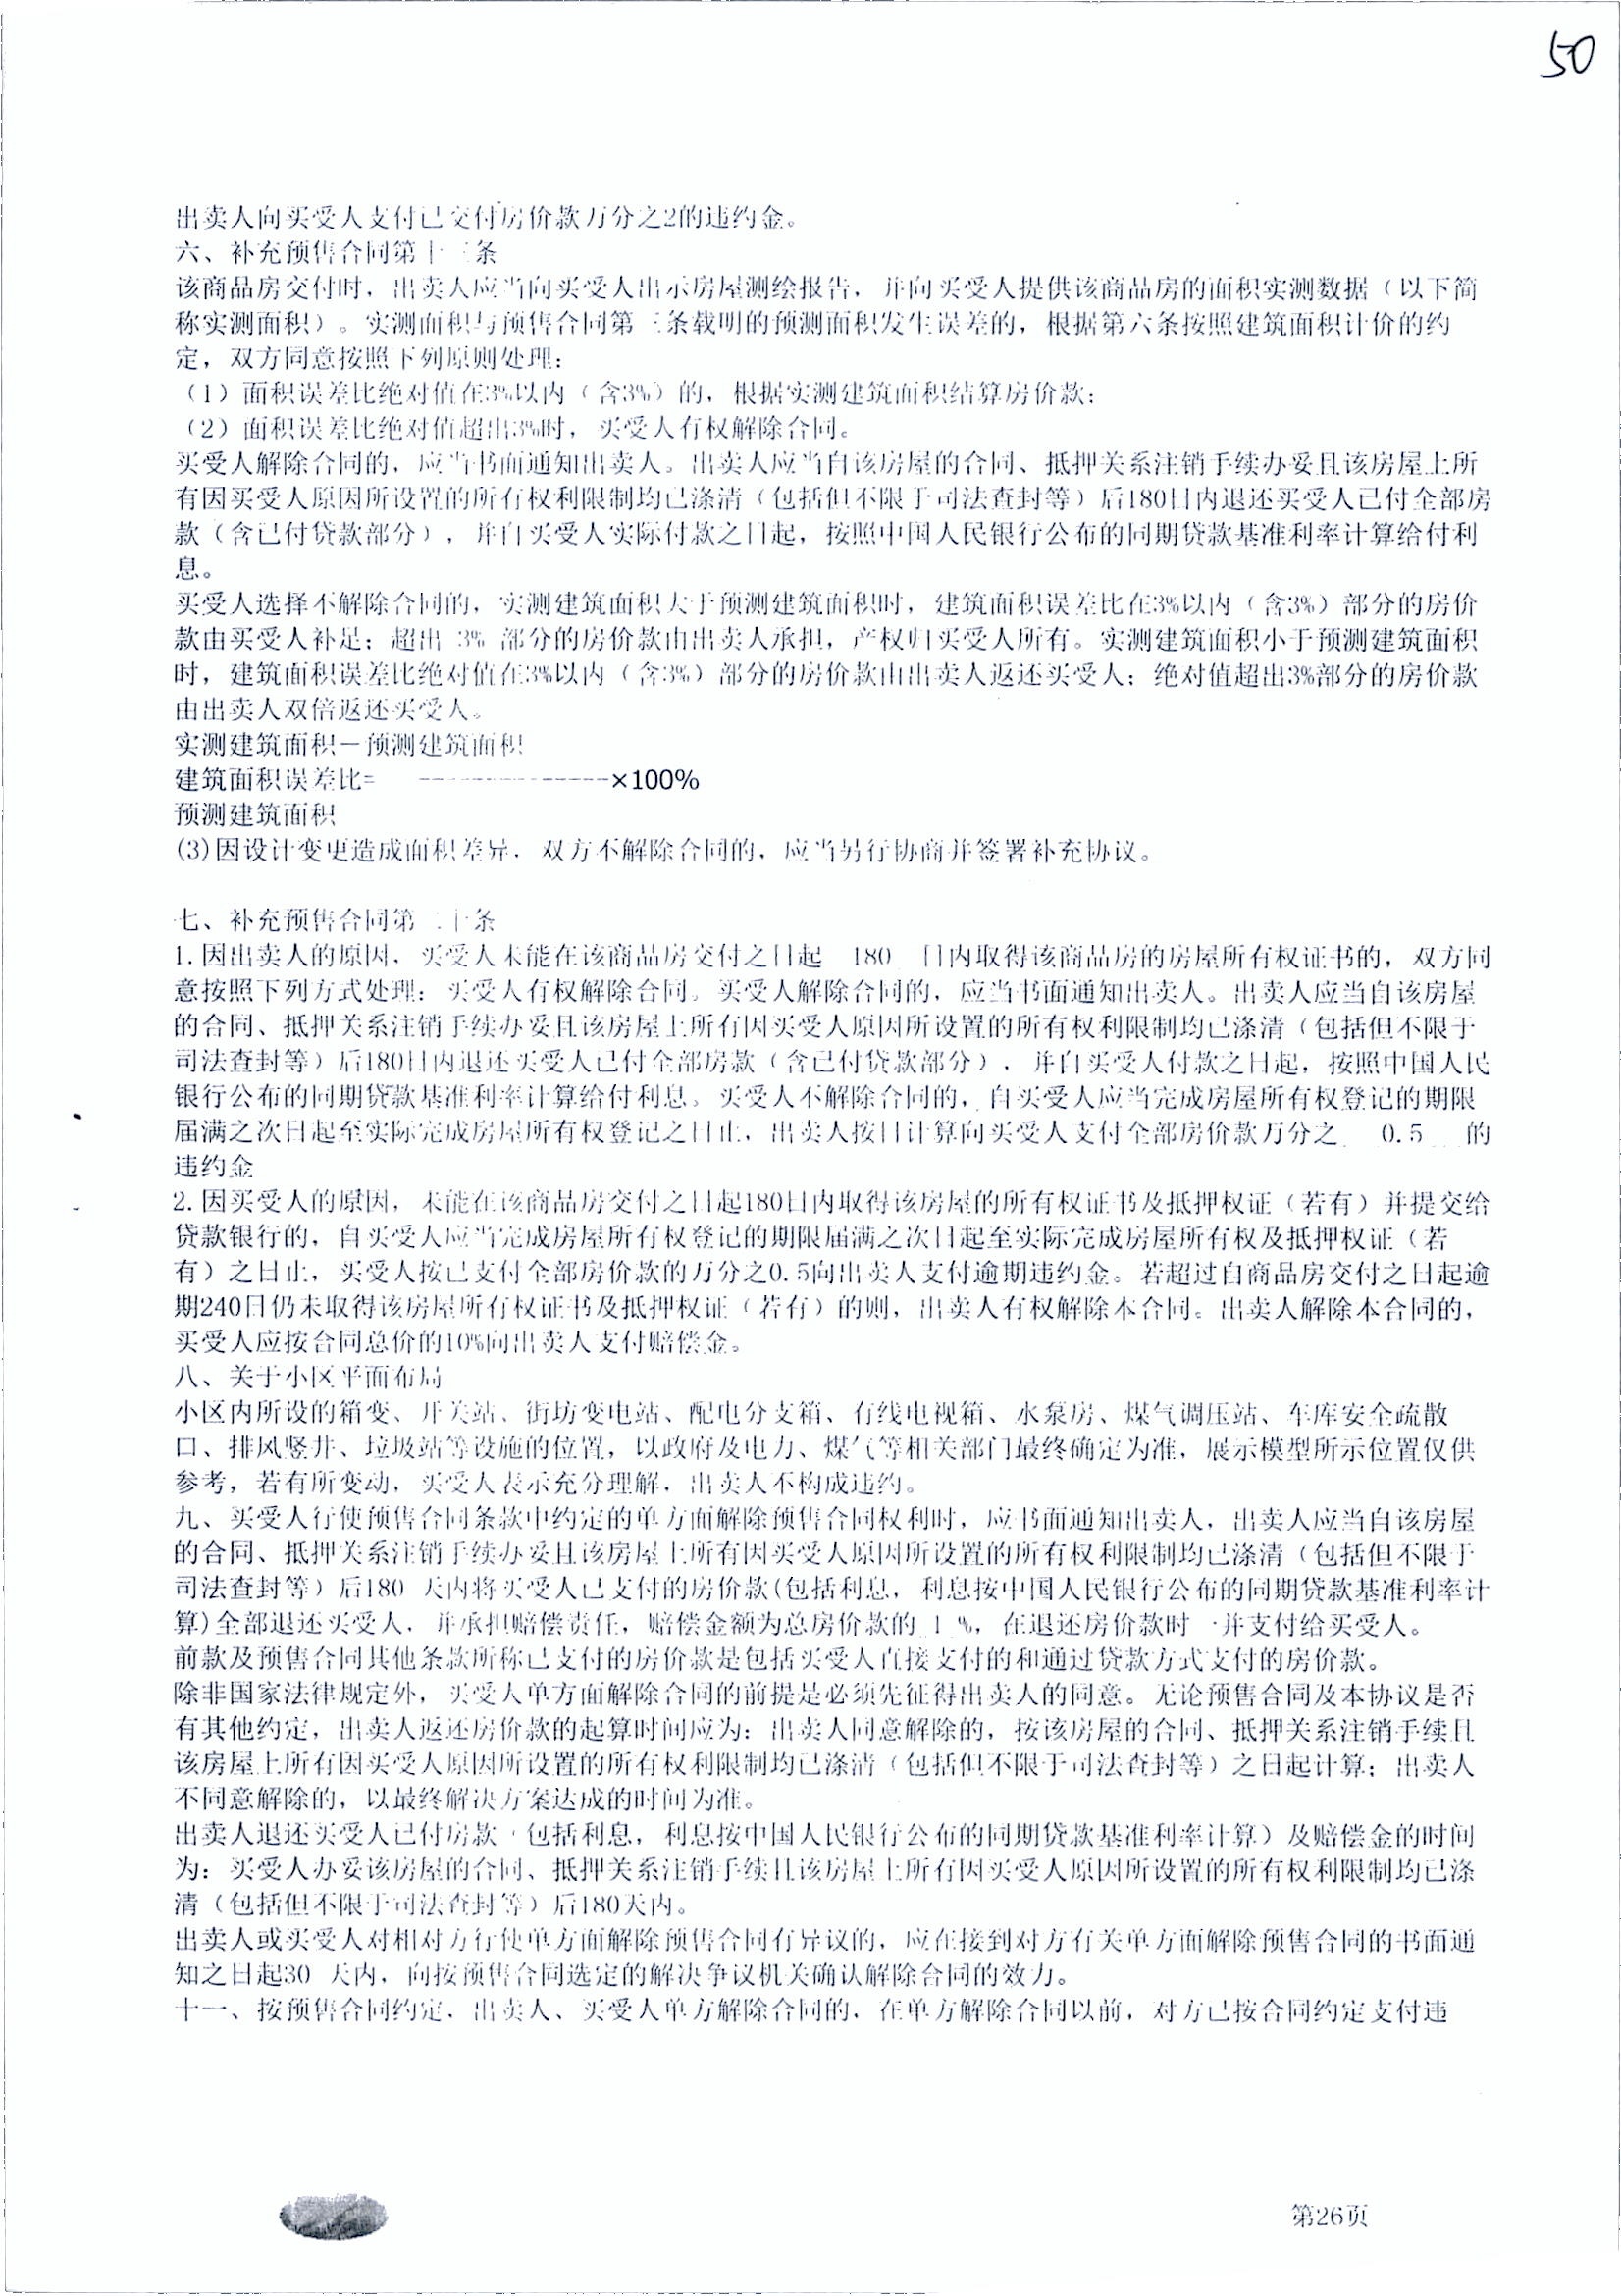 50
出卖人向买受人支付已交付房价款万分之2的违约金。
六、补充预售合同第十三条
该商品房交付时，出卖人应当向买受人出示房屋测绘报告，并向买受人提供该商品房的面积实测数据（以下简
称实测面积）。实测面积与预售合同第三条载明的预测面积发生误差的，根据第六条按照建筑面积计价的约
定，双方同意按照下列原则处理：
（1）面积误差比绝对值在3%以内（含3%）的，根据实测建筑面积结算房价款；
（2）面积误差比绝对值超出3%时，买受人有权解除合同。
买受人解除合同的，应当书面通知出卖人。出卖人应当自该房屋的合同、抵押关系注销手续办妥且该房屋上所
有因买受人原因所设置的所有权利限制均已涤清（包括但不限于司法查封等）后180日内退还买受人已付全部房
款（含已付贷款部分），并自买受人实际付款之日起，按照中国人民银行公布的同期贷款基准利率计算给付利
息。
买受人选择不解除合同的，实测建筑面积大于预测建筑面积时，建筑面积误差比在3%以内（含3%）部分的房价
款由买受人补足；超出 3% 部分的房价款由出卖人承担，产权归买受人所有。实测建筑面积小于预测建筑面积
时，建筑面积误差比绝对值在3%以内（含3%）部分的房价款由出卖人返还买受人；绝对值超出3%部分的房价款
由出卖人双倍返还买受人。
实测建筑面积－预测建筑面积
建筑面积误差比= ---------------×100%
预测建筑面积
(3)因设计变更造成面积差异，双方不解除合同的，应当另行协商并签署补充协议。
七、补充预售合同第二十条
1.因出卖人的原因，买受人未能在该商品房交付之日起 180 日内取得该商品房的房屋所有权证书的，双方同
意按照下列方式处理：买受人有权解除合同。买受人解除合同的，应当书面通知出卖人。出卖人应当自该房屋
的合同、抵押关系注销手续办妥且该房屋上所有因买受人原因所设置的所有权利限制均已涤清（包括但不限于
司法查封等）后180日内退还买受人已付全部房款（含已付贷款部分），并自买受人付款之日起，按照中国人民
银行公布的同期贷款基准利率计算给付利息。买受人不解除合同的，自买受人应当完成房屋所有权登记的期限
届满之次日起至实际完成房屋所有权登记之日止，出卖人按日计算向买受人支付全部房价款万分之 0.5 的
违约金
2.因买受人的原因，未能在该商品房交付之日起180日内取得该房屋的所有权证书及抵押权证（若有）并提交给
贷款银行的，自买受人应当完成房屋所有权登记的期限届满之次日起至实际完成房屋所有权及抵押权证（若
有）之日止，买受人按已支付全部房价款的万分之0.5向出卖人支付逾期违约金。若超过自商品房交付之日起逾
期240日仍未取得该房屋所有权证书及抵押权证（若有）的则，出卖人有权解除本合同。出卖人解除本合同的，
买受人应按合同总价的10%向出卖人支付赔偿金。
八、关于小区平面布局
小区内所设的箱变、开关站、街坊变电站、配电分支箱、有线电视箱、水泵房、煤气调压站、车库安全疏散
口、排风竖井、垃圾站等设施的位置，以政府及电力、煤气等相关部门最终确定为准，展示模型所示位置仅供
参考，若有所变动，买受人表示充分理解，出卖人不构成违约。
九、买受人行使预售合同条款中约定的单方面解除预售合同权利时，应书面通知出卖人，出卖人应当自该房屋
的合同、抵押关系注销手续办妥且该房屋上所有因买受人原因所设置的所有权利限制均已涤清（包括但不限于
司法查封等）后180 天内将买受人已支付的房价款(包括利息，利息按中国人民银行公布的同期贷款基准利率计
算)全部退还买受人，并承担赔偿责任，赔偿金额为总房价款的 1 %，在退还房价款时一并支付给买受人。
前款及预售合同其他条款所称已支付的房价款是包括买受人直接支付的和通过贷款方式支付的房价款。
除非国家法律规定外，买受人单方面解除合同的前提是必须先征得出卖人的同意。无论预售合同及本协议是否
有其他约定，出卖人返还房价款的起算时间应为：出卖人同意解除的，按该房屋的合同、抵押关系注销手续且
该房屋上所有因买受人原因所设置的所有权利限制均已涤清（包括但不限于司法查封等）之日起计算；出卖人
不同意解除的，以最终解决方案达成的时间为准。
出卖人退还买受人已付房款（包括利息，利息按中国人民银行公布的同期贷款基准利率计算）及赔偿金的时间
为：买受人办妥该房屋的合同、抵押关系注销手续且该房屋上所有因买受人原因所设置的所有权利限制均已涤
清（包括但不限于司法查封等）后180天内。
出卖人或买受人对相对方行使单方面解除预售合同有异议的，应在接到对方有关单方面解除预售合同的书面通
知之日起30 天内，向按预售合同选定的解决争议机关确认解除合同的效力。
十一、按预售合同约定，出卖人、买受人单方解除合同的，在单方解除合同以前，对方已按合同约定支付违
第26页